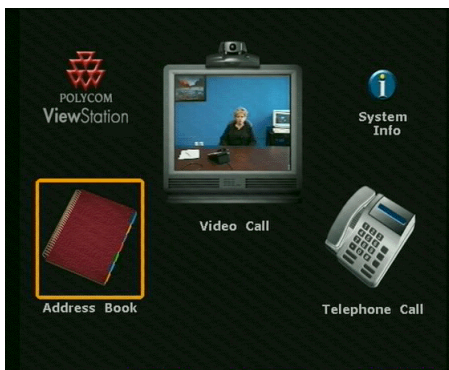 POLYCOM
ViewStation
System
Info
Video Call
Address Book
Telephone Call